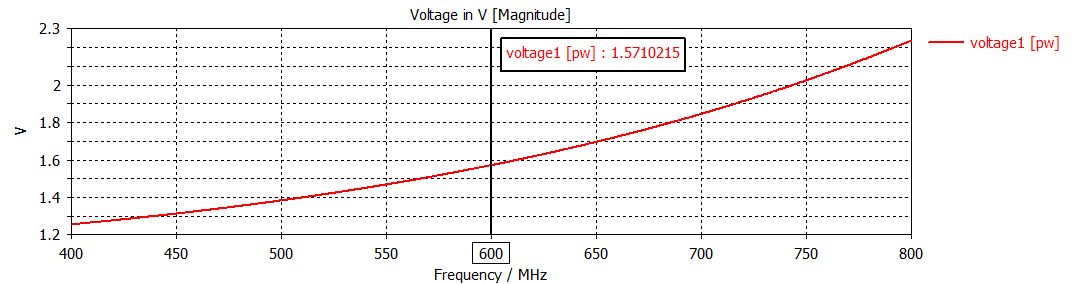 Voltage in V [Magnitude]
2.3
2
1.8
1.6
1.4
1.2
V
voltage1 [pw] : 1.5710215
voltage1 [pw]
400 450 500 550 600 650 700 750 800
Frequency / MHz